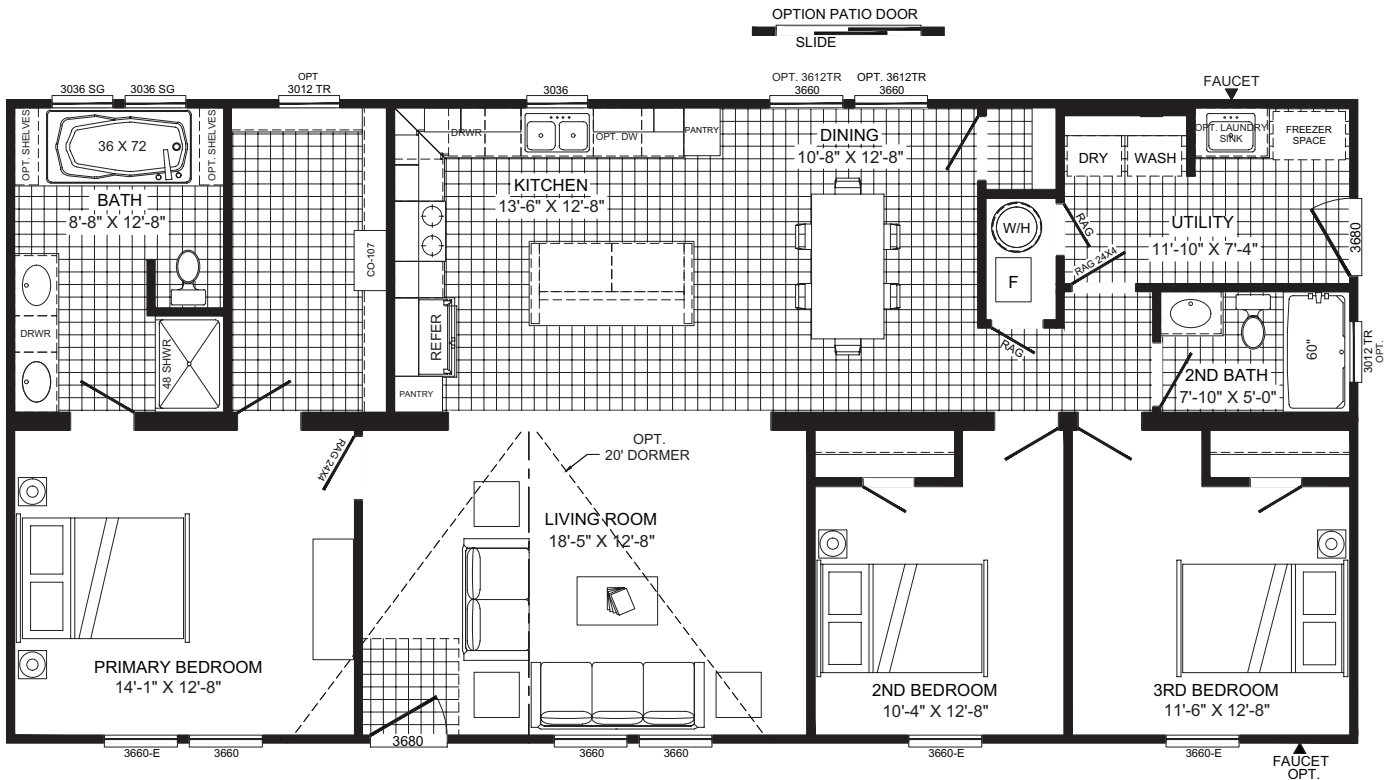 OPTION PATIO DOOR
SLIDE
3036 SG
3036 SG
OPT
3012 TR
3036
OPT. 3612TR
3660
OPT. 3612TR
3660
FAUCET
OPT. SHELVES
36 X 72
OPT. SHELVES
BATH
8'-8" X 12'-8"
DRWR
48 SHWR
CO-107
DRWR
OPT. DW
PANTRY
KITCHEN
13'-6" X 12'-8"
REFER
PANTRY
DINING
10'-8" X 12'-8"
W/H
F
RAG
RAG
RAG 24X4
DRY
WASH
OPT. LAUNDRY
SINK
FREEZER
SPACE
UTILITY
11'-10" X 7'-4"
3680
2ND BATH
7'-10" X 5'-0"
60"
3012 TR
OPT.
RAG 24X4
OPT.
20' DORMER
LIVING ROOM
18'-5" X 12'-8"
PRIMARY BEDROOM
14'-1" X 12'-8"
2ND BEDROOM
10'-4" X 12'-8"
3RD BEDROOM
11'-6" X 12'-8"
3660-E
3660
3680
3660
3660
3660-E
3660-E
FAUCET
OPT.